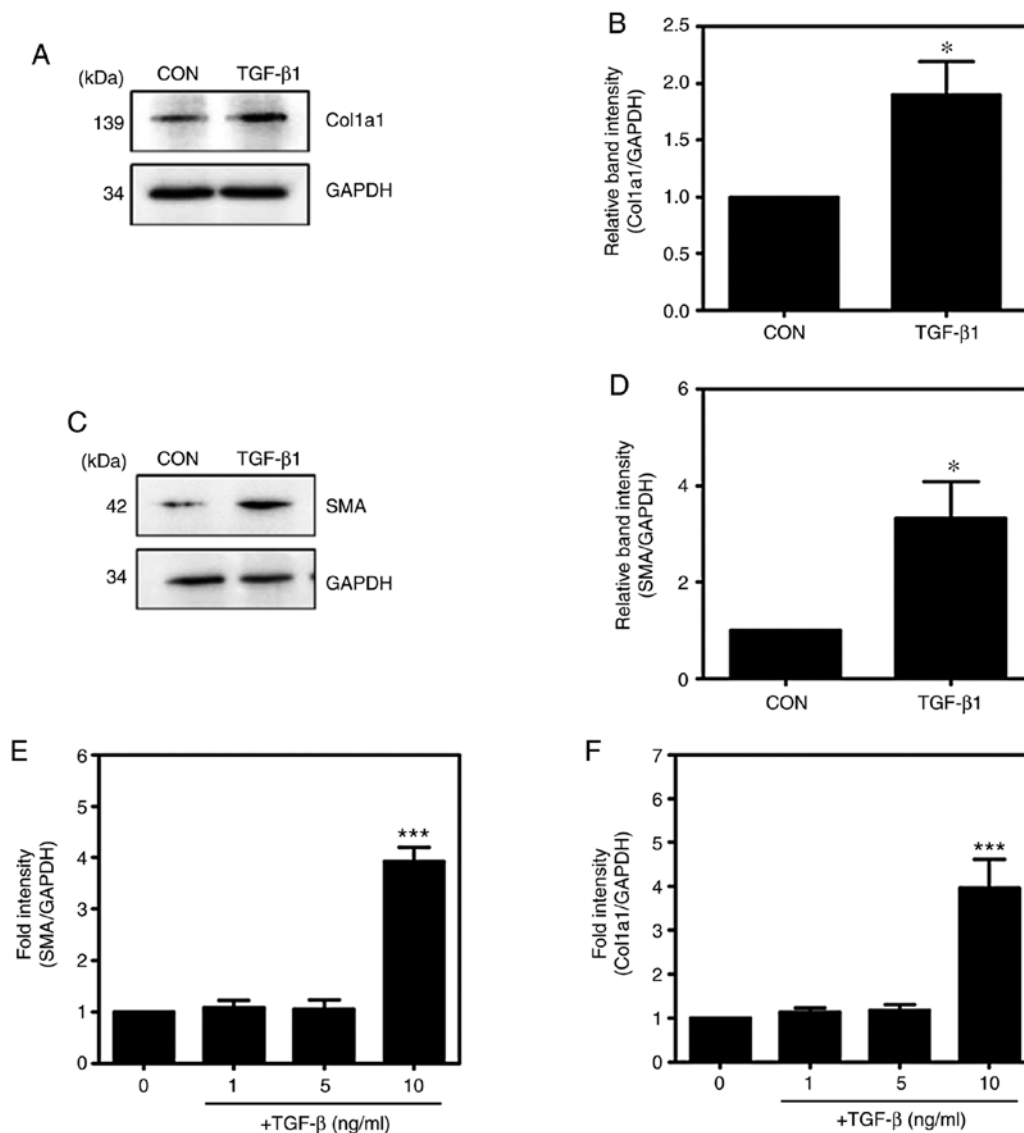 A
(kDa) CON TGF-β1
139 Col1a1
34 GAPDH
B
2.5
2.0
1.5
1.0
0.5
0.0
Relative band intensity
(Col1a1/GAPDH)
*
CON TGF-β1
C
(kDa) CON TGF-β1
42 SMA
34 GAPDH
D
6
4
2
0
Relative band intensity
(SMA/GAPDH)
*
CON TGF-β1
E
6
5
4
3
2
1
0
Fold intensity
(SMA/GAPDH)
***
0 1 5 10
+TGF-β (ng/ml)
F
7
6
5
4
3
2
1
0
Fold intensity
(Col1a1/GAPDH)
***
0 1 5 10
+TGF-β (ng/ml)